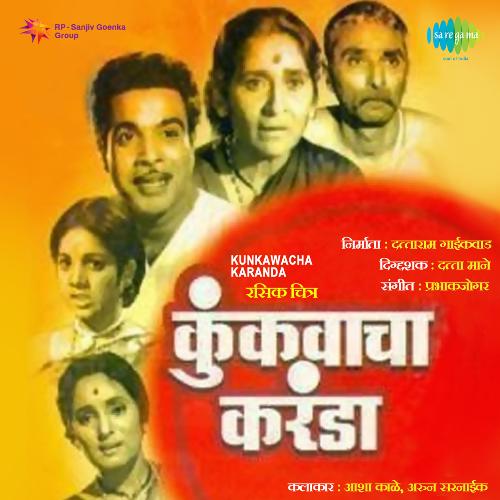 RP-Sanjiv Goenka
Group
saregama
निर्माता : दत्ताराम गाईकवाड
दिग्दर्शक : दत्ता माने
संगीत : प्रभाकजोगर
KUNKAWACHA
KARANDA
रसिक चित्र
कुंकवाचा
करंडा
कलाकार : आशा काळे, अरुन सरनाईक